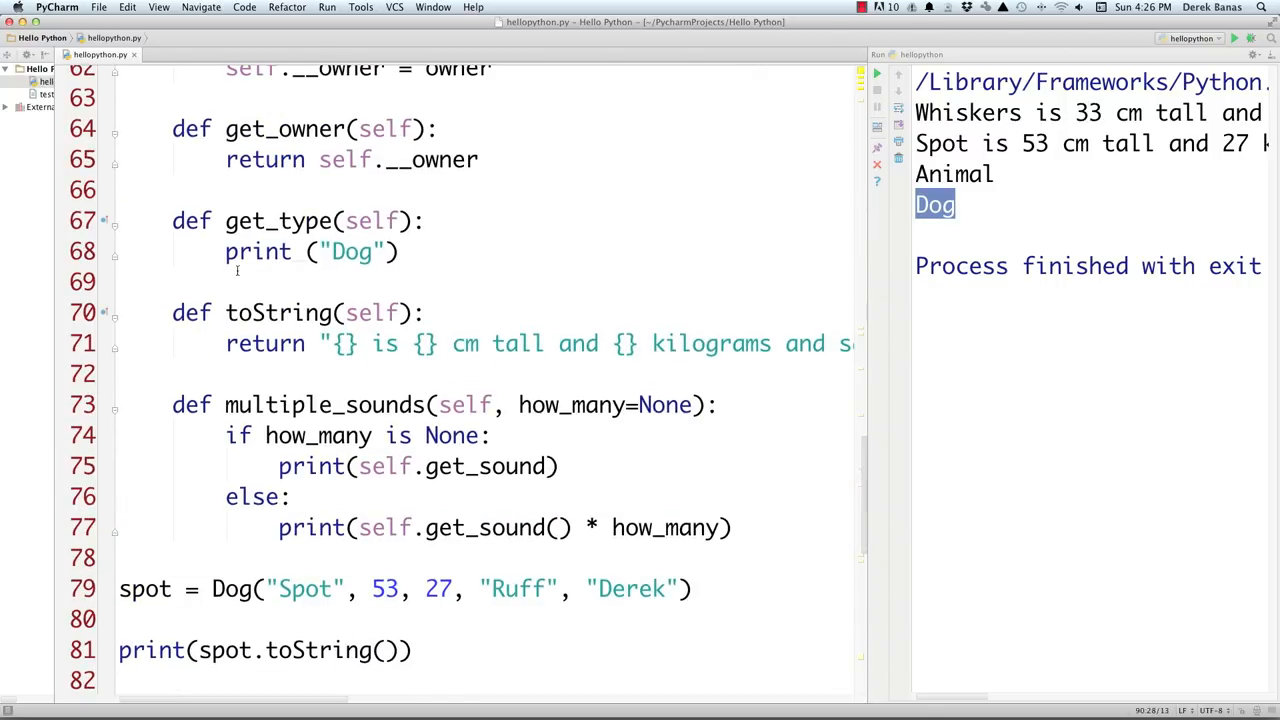 PyCharm File Edit View Navigate Code Refactor Run Tools VCS Window Help 10 Sun 4:26 PM Derek Banas
hellopython.py – Hello Python – [~/PycharmProjects/Hello Python]
Hello Python hellopython.py hellopython
hellopython.py Run hellopython
Hello P
hell
test
Externa
62 self.__owner = owner
63
64 def get_owner(self):
65 return self.__owner
66
67 def get_type(self):
68 print ("Dog")
69
70 def toString(self):
71 return "{} is {} cm tall and {} kilograms and s
72
73 def multiple_sounds(self, how_many=None):
74 if how_many is None:
75 print(self.get_sound)
76 else:
77 print(self.get_sound() * how_many)
78
79 spot = Dog("Spot", 53, 27, "Ruff", "Derek")
80
81 print(spot.toString())
82
/Library/Frameworks/Python.
Whiskers is 33 cm tall and
Spot is 53 cm tall and 27 k
Animal
Dog
Process finished with exit
90:28/13 LF UTF-8